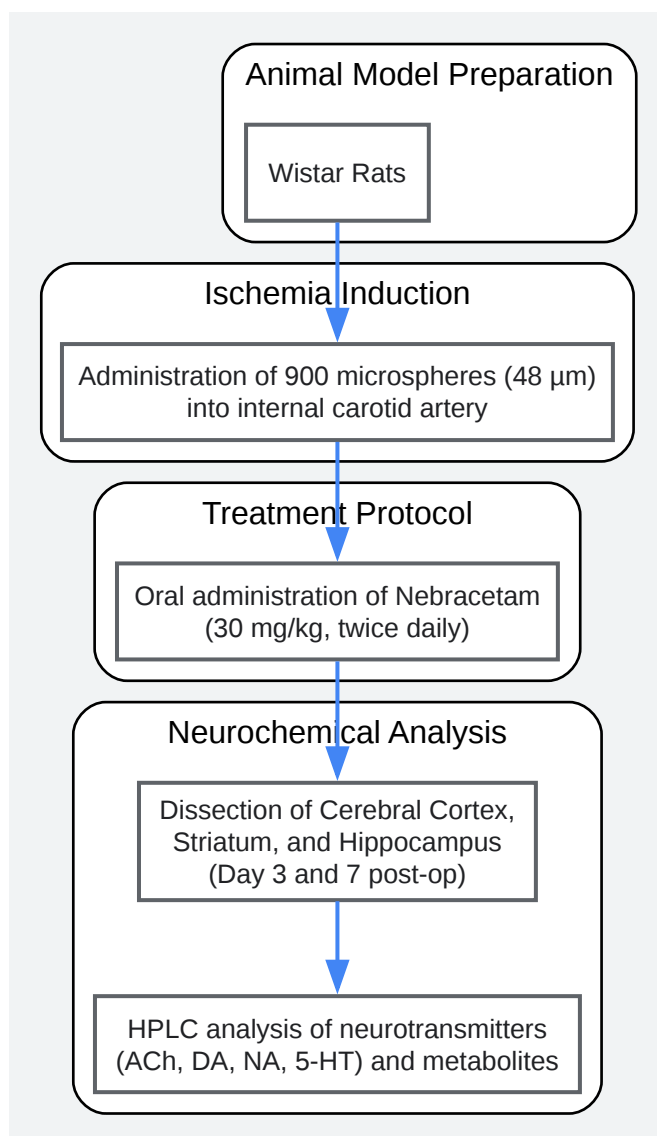 Animal Model Preparation
Wistar Rats
Ischemia Induction
Administration of 900 microspheres (48 µm)
into internal carotid artery
Treatment Protocol
Oral administration of Nebracetam
(30 mg/kg, twice daily)
Neurochemical Analysis
Dissection of Cerebral Cortex,
Striatum, and Hippocampus
(Day 3 and 7 post-op)
HPLC analysis of neurotransmitters
(ACh, DA, NA, 5-HT) and metabolites